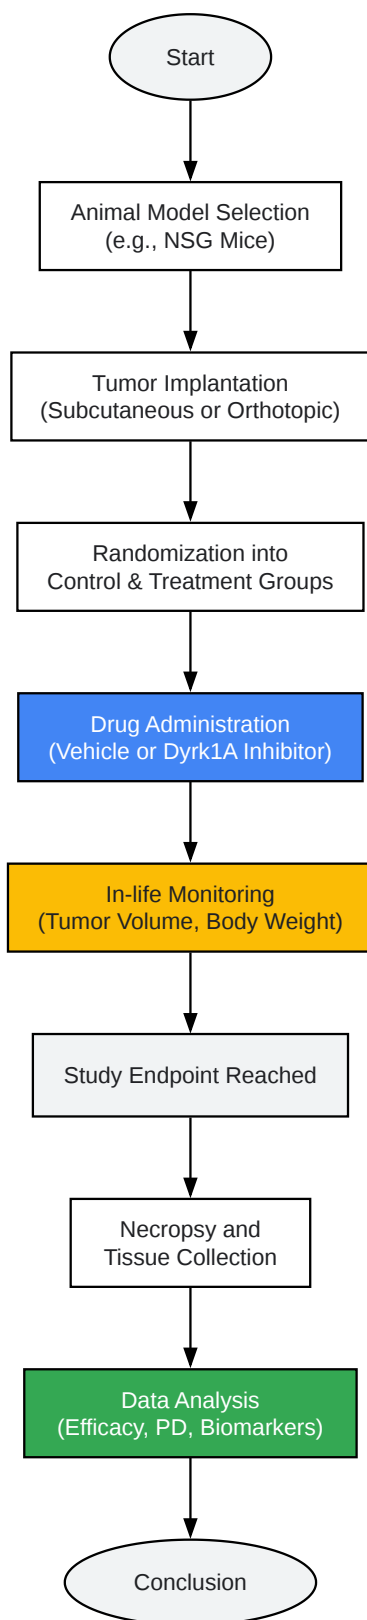 Start
Animal Model Selection
(e.g., NSG Mice)
Tumor Implantation
(Subcutaneous or Orthotopic)
Randomization into
Control & Treatment Groups
Drug Administration
(Vehicle or Dyrk1A Inhibitor)
In-life Monitoring
(Tumor Volume, Body Weight)
Study Endpoint Reached
Necropsy and
Tissue Collection
Data Analysis
(Efficacy, PD, Biomarkers)
Conclusion